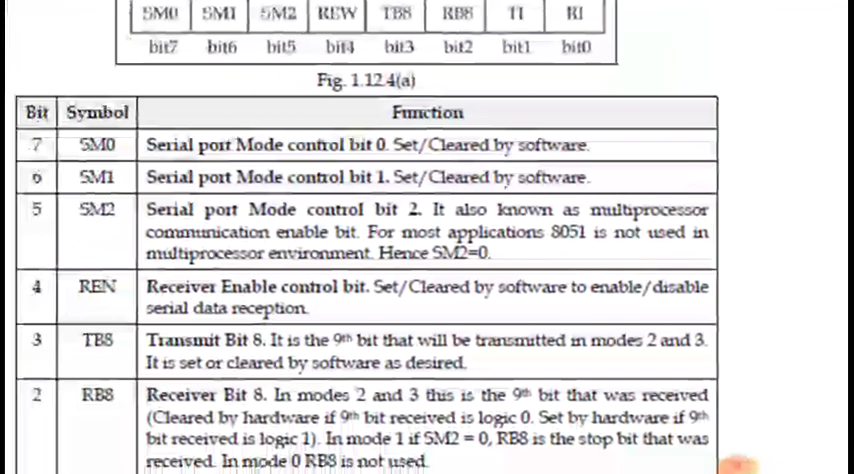 SM0 SM1 SM2 REW TB8 RB8 TI RI
bit7 bit6 bit5 bit4 bit3 bit2 bit1 bit0
Fig. 1.12.4(a)
Bit Symbol Function
7 SM0 Serial port Mode control bit 0. Set/Cleared by software.
6 SM1 Serial port Mode control bit 1. Set/Cleared by software.
5 SM2 Serial port Mode control bit 2. It also known as multiprocessor
communication enable bit. For most applications 8051 is not used in
multiprocessor environment. Hence SM2=0.
4 REN Receiver Enable control bit. Set/Cleared by software to enable/disable
serial data reception.
3 TB8 Transmit Bit 8. It is the 9th bit that will be transmitted in modes 2 and 3.
It is set or cleared by software as desired.
2 RB8 Receiver Bit 8. In modes 2 and 3 this is the 9th bit that was received
(Cleared by hardware if 9th bit received is logic 0. Set by hardware if 9th
bit received is logic 1). In mode 1 if SM2 = 0, RB8 is the stop bit that was
received. In mode 0 RB8 is not used.